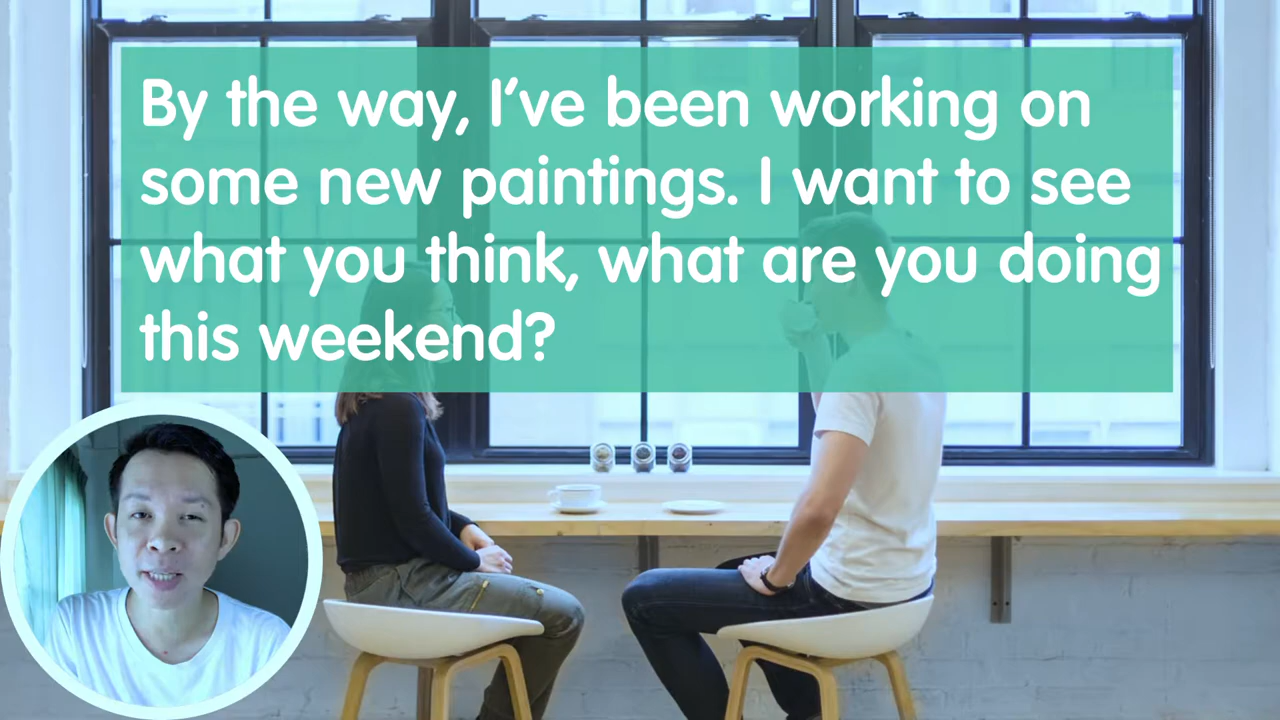 By the way, I’ve been working on
some new paintings. I want to see
what you think, what are you doing
this weekend?